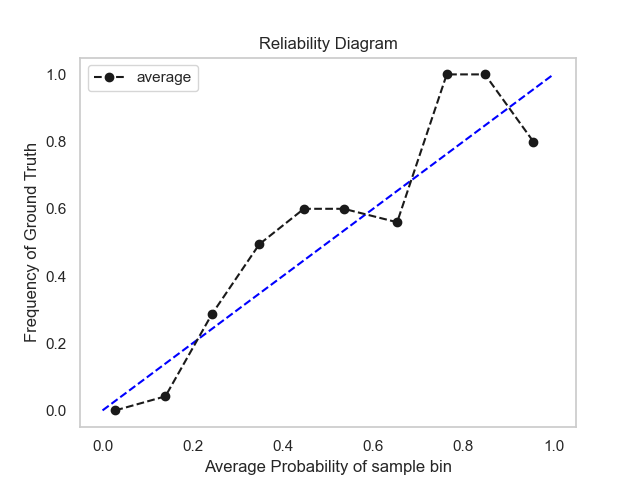 Reliability Diagram
average
Frequency of Ground Truth
1.0
0.8
0.6
0.4
0.2
0.0
0.0 0.2 0.4 0.6 0.8 1.0
Average Probability of sample bin